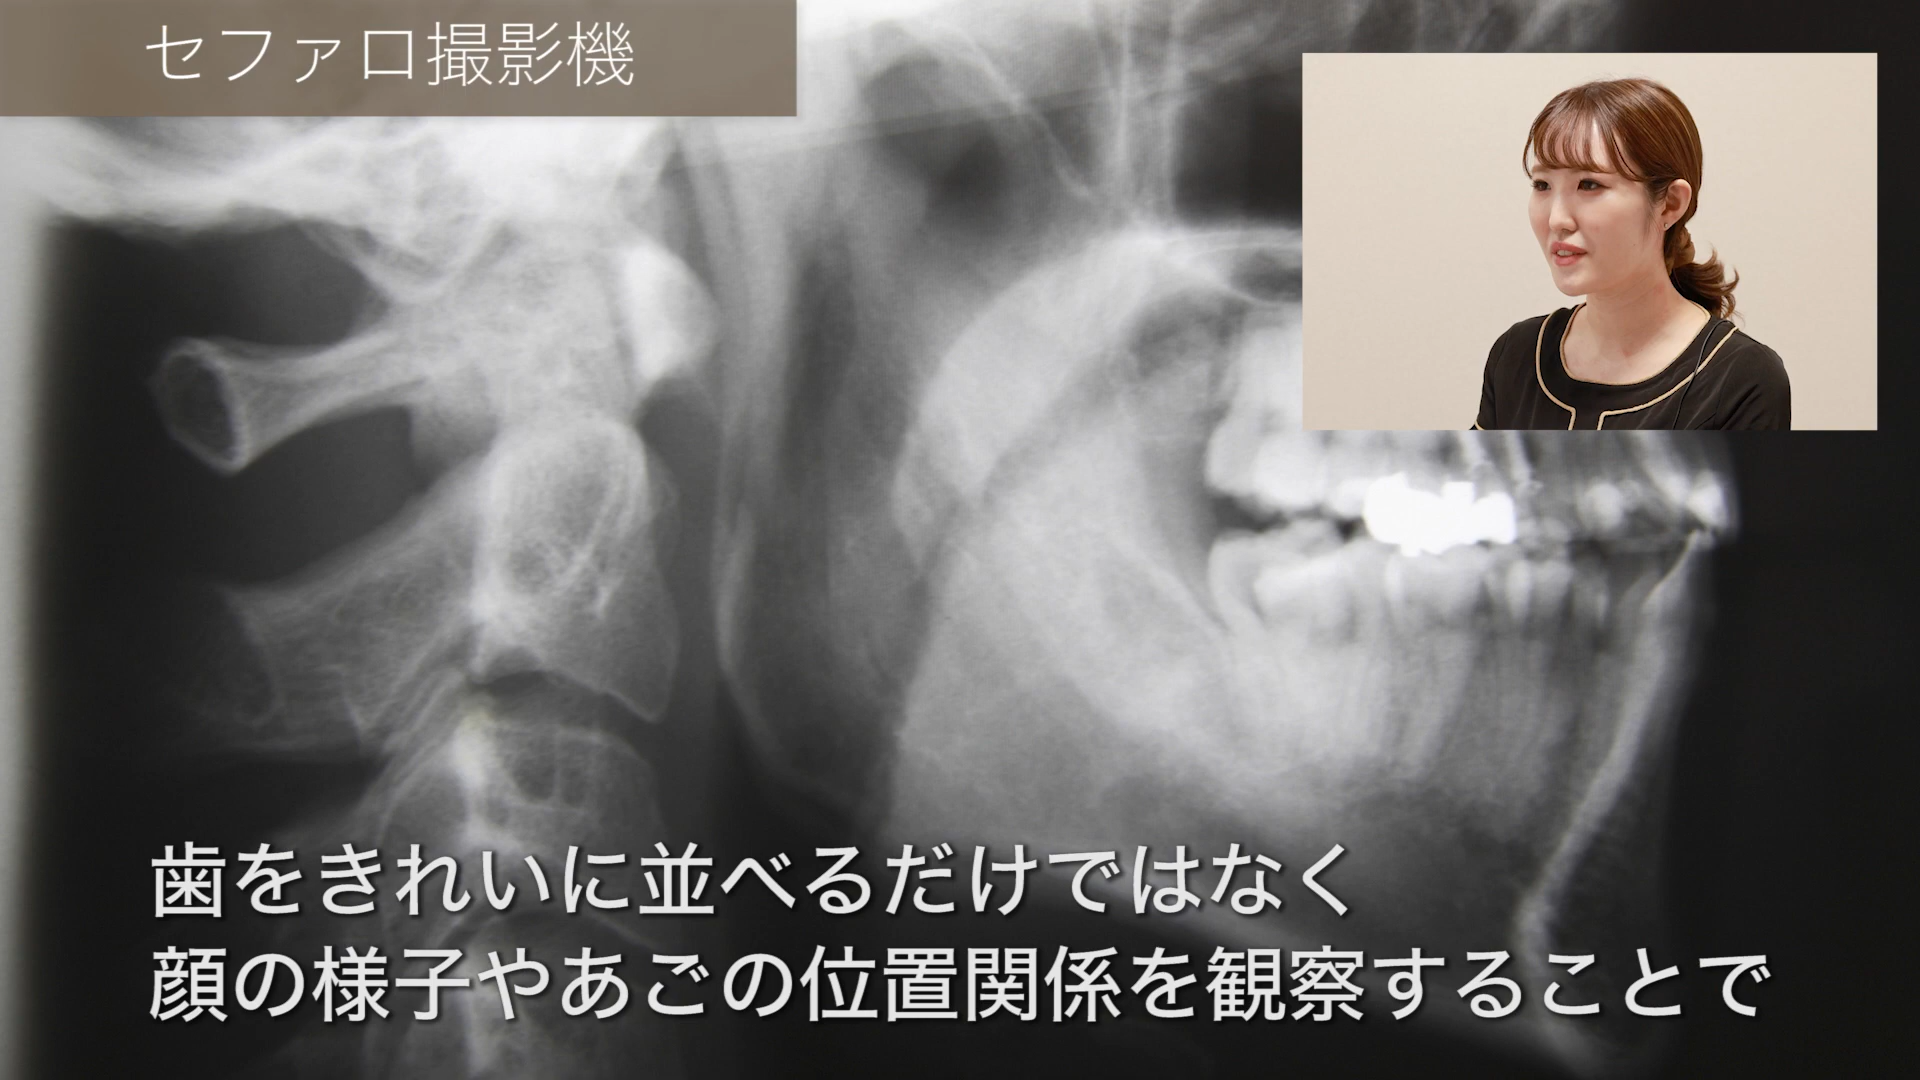 セファロ撮影機
歯をきれいに並べるだけではなく
顔の様子やあごの位置関係を観察することで